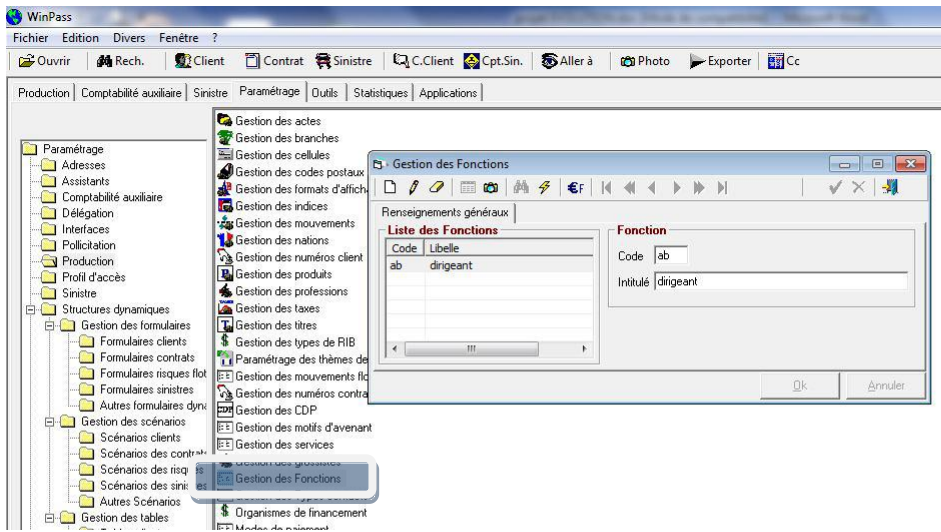 WinPass
Fichier Edition Divers Fenêtre ?
Ouvrir Rech. Client Contrat Sinistre C.Client Cpt.Sin. Aller à Photo Exporter Cc
Production Comptabilité auxiliaire Sinistre Paramétrage Outils Statistiques Applications
Paramétrage
Adresses
Assistants
Comptabilité auxiliaire
Délégation
Interfaces
Pollicitation
Production
Profil d'accès
Sinistre
Structures dynamiques
Gestion des formulaires
Formulaires clients
Formulaires contrats
Formulaires risques flot
Formulaires sinistres
Autres formulaires dyna
Gestion des scénarios
Scénarios clients
Scénarios des contrats
Scénarios des risques
Scénarios des sinistres
Autres Scénarios
Gestion des tables
Gestion des actes
Gestion des branches
Gestion des cellules
Gestion des codes postaux
Gestion des formats d'affich
Gestion des indices
Gestion des mouvements
Gestion des nations
Gestion des numéros client
Gestion des produits
Gestion des professions
Gestion des taxes
Gestion des titres
Gestion des types de RIB
Paramétrage des thèmes de
Gestion des mouvements flo
Gestion des numéros contra
Gestion des CDP
Gestion des motifs d'avenant
Gestion des services
Gestion des grossistes
Gestion des Fonctions
Organismes de financement
Modes de paiement
Gestion des Fonctions
€F
Renseignements généraux
Liste des Fonctions
Code Libelle
ab dirigeant
Fonction
Code ab
Intitulé dirigeant
Ok Annuler